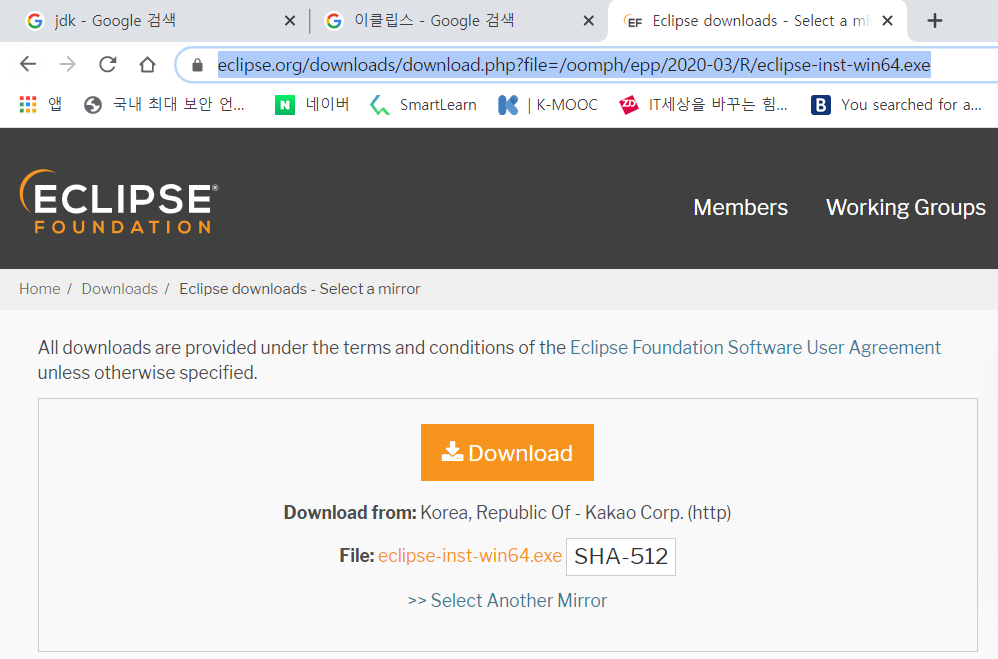 jdk - Google 검색
이클립스 - Google 검색
EF Eclipse downloads - Select a mi
eclipse.org/downloads/download.php?file=/oomph/epp/2020-03/R/eclipse-inst-win64.exe
앱 국내 최대 보안 언... N 네이버 SmartLearn | K-MOOC ZD IT세상을 바꾸는 힘... B You searched for a...
ECLIPSE®
FOUNDATION
Members Working Groups
Home / Downloads / Eclipse downloads - Select a mirror
All downloads are provided under the terms and conditions of the Eclipse Foundation Software User Agreement
unless otherwise specified.
Download
Download from: Korea, Republic Of - Kakao Corp. (http)
File: eclipse-inst-win64.exe SHA-512
>> Select Another Mirror